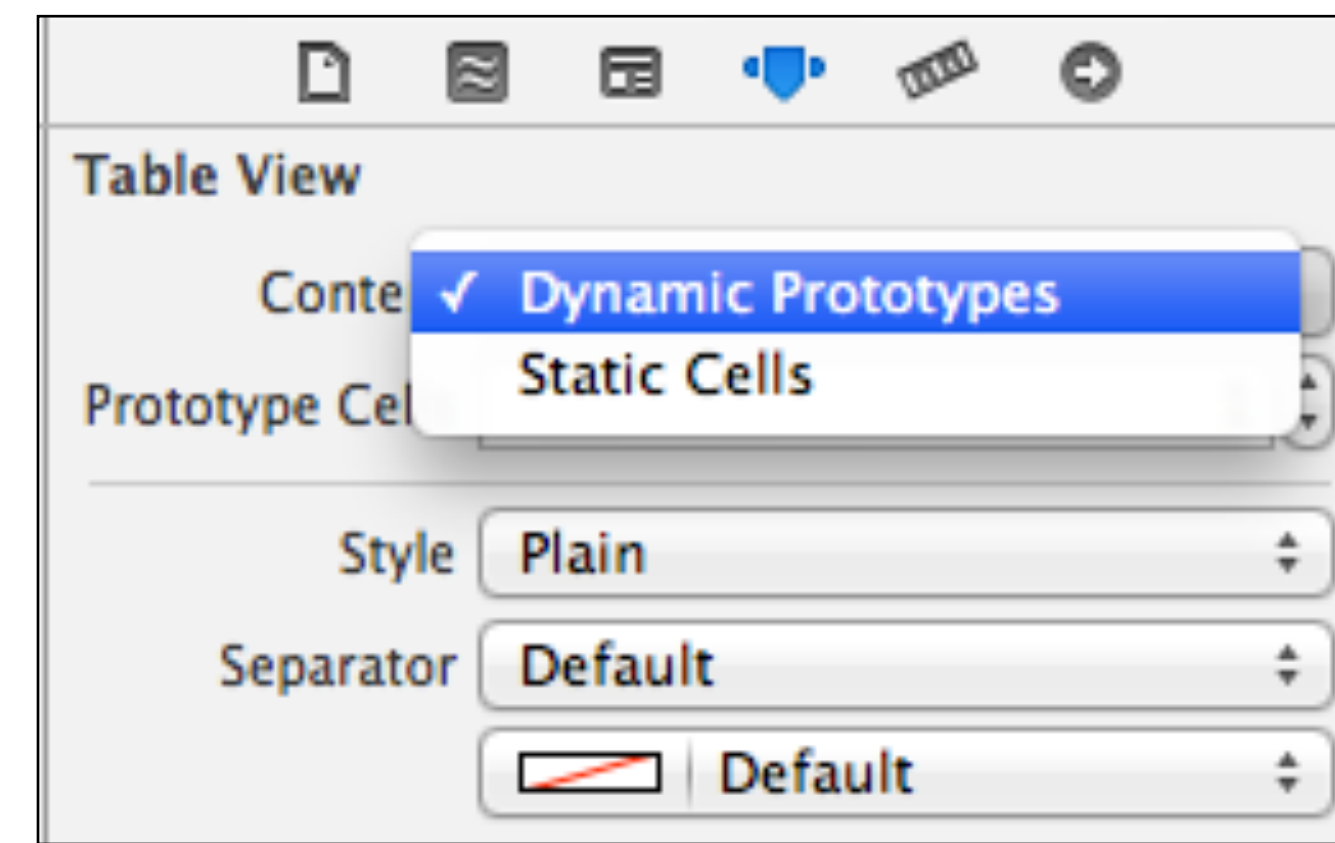 Table View
Conte ✓ Dynamic Prototypes
Static Cells
Prototype Cel
Style Plain
Separator Default
Default